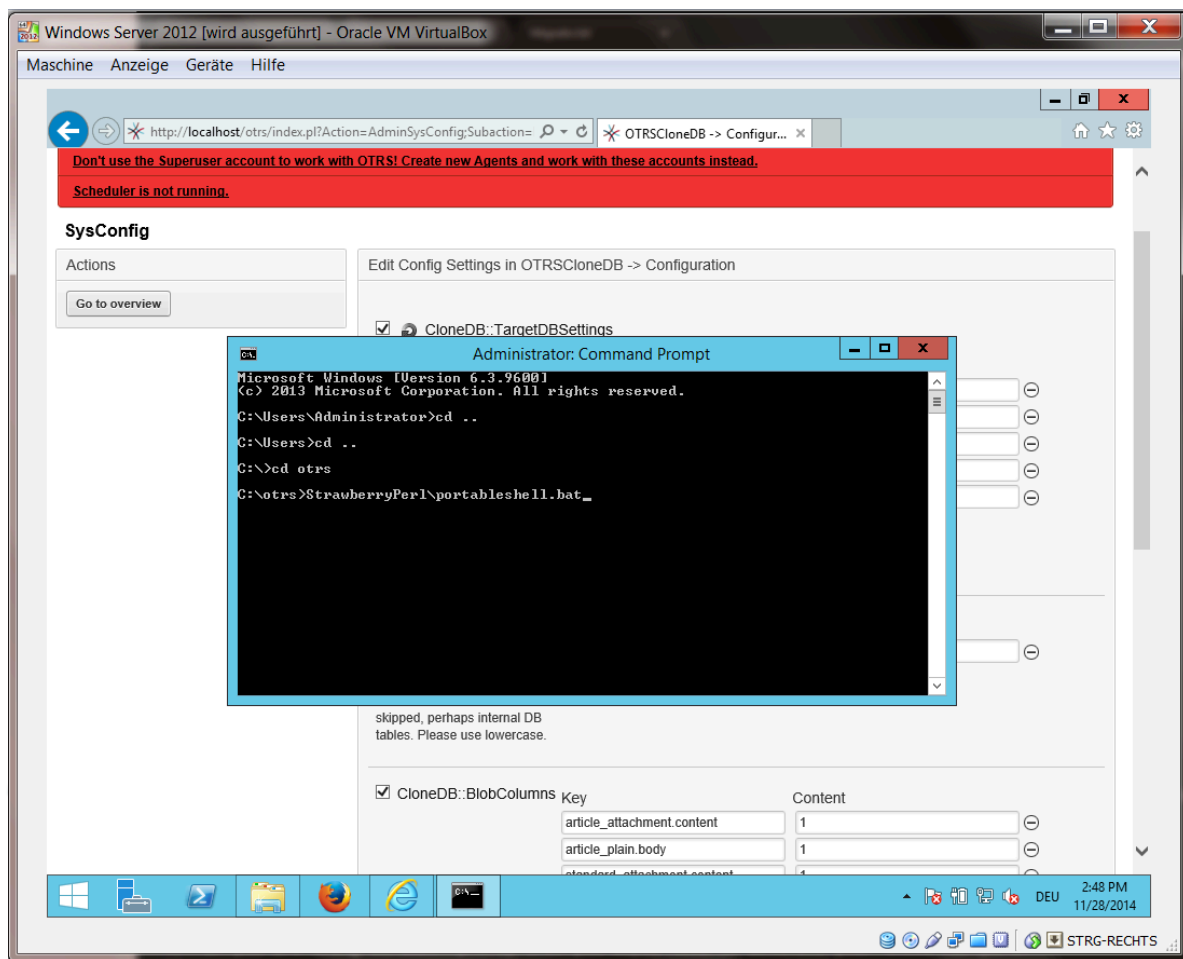 Windows Server 2012 [wird ausgeführt] - Oracle VM VirtualBox
Maschine Anzeige Geräte Hilfe
http://localhost/otrs/index.pl?Action=AdminSysConfig;Subaction=
OTRSCloneDB -> Configur...
Don't use the Superuser account to work with OTRS! Create new Agents and work with these accounts instead.
Scheduler is not running.
SysConfig
Actions
Go to overview
Edit Config Settings in OTRSCloneDB -> Configuration
CloneDB::TargetDBSettings
Administrator: Command Prompt
Microsoft Windows [Version 6.3.9600]
(c) 2013 Microsoft Corporation. All rights reserved.
C:\Users\Administrator>cd ..
C:\Users>cd ..
C:\>cd otrs
C:\otrs>StrawberryPerl\portableshell.bat_
skipped, perhaps internal DB
tables. Please use lowercase.
CloneDB::BlobColumns
Key Content
article_attachment.content 1
article_plain.body 1
standard_attachment.content 1
DEU
2:48 PM
11/28/2014
STRG-RECHTS